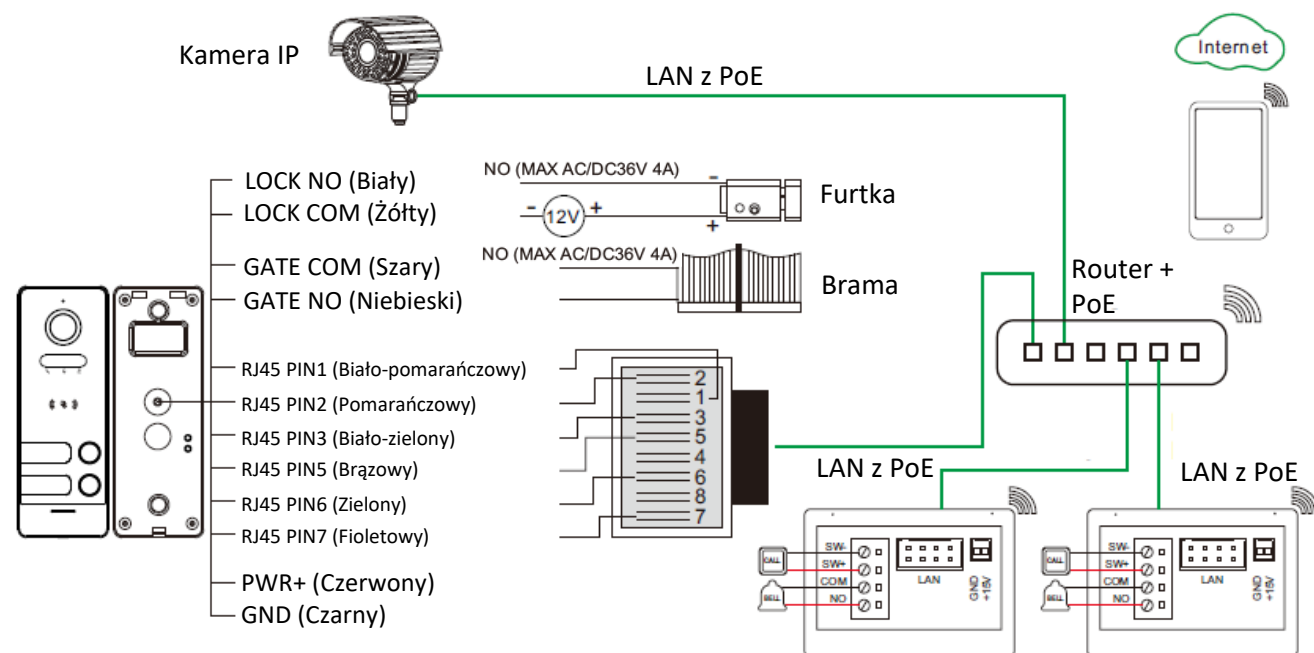 Kamera IP
LAN z PoE
Internet
LOCK NO (Biały)
LOCK COM (Żółty)
GATE COM (Szary)
GATE NO (Niebieski)
NO (MAX AC/DC36V 4A)
-
- 12V +
+
Furtka
NO (MAX AC/DC36V 4A)
Brama
Router +
PoE
RJ45 PIN1 (Biało-pomarańczowy)
RJ45 PIN2 (Pomarańczowy)
RJ45 PIN3 (Biało-zielony)
RJ45 PIN5 (Brązowy)
RJ45 PIN6 (Zielony)
RJ45 PIN7 (Fioletowy)
PWR+ (Czerwony)
GND (Czarny)
2
1
3
5
4
6
8
7
LAN z PoE
LAN z PoE
CALL
BELL
SW-
SW+
COM
NO
LAN
GND
+15V
CALL
BELL
SW-
SW+
COM
NO
LAN
GND
+15V